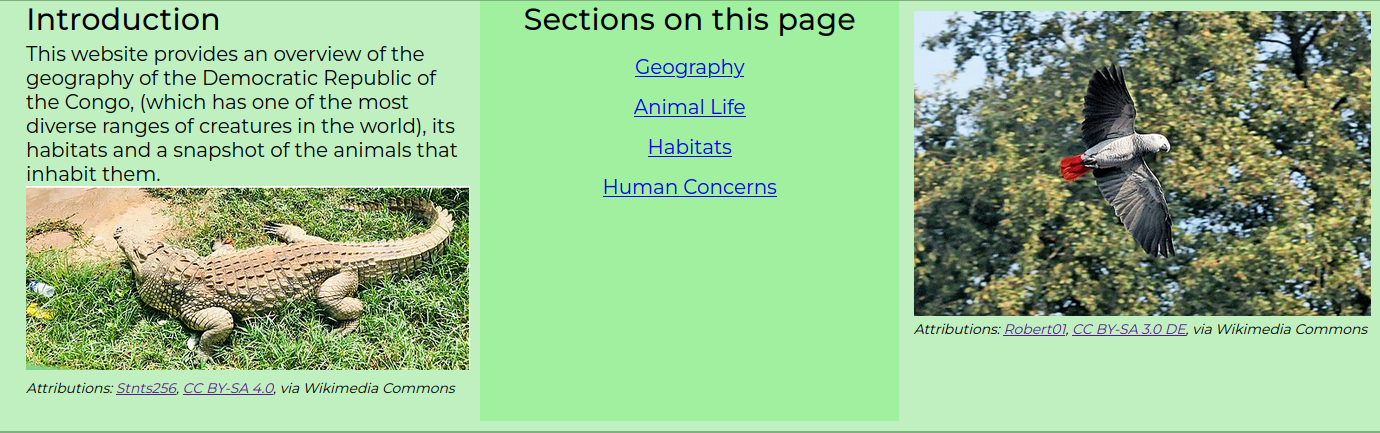 Introduction
This website provides an overview of the
geography of the Democratic Republic of
the Congo, (which has one of the most
diverse ranges of creatures in the world), its
habitats and a snapshot of the animals that
inhabit them.
Attributions: Stnts256, CC BY-SA 4.0, via Wikimedia Commons
Sections on this page
Geography
Animal Life
Habitats
Human Concerns
Attributions: Robert01, CC BY-SA 3.0 DE, via Wikimedia Commons